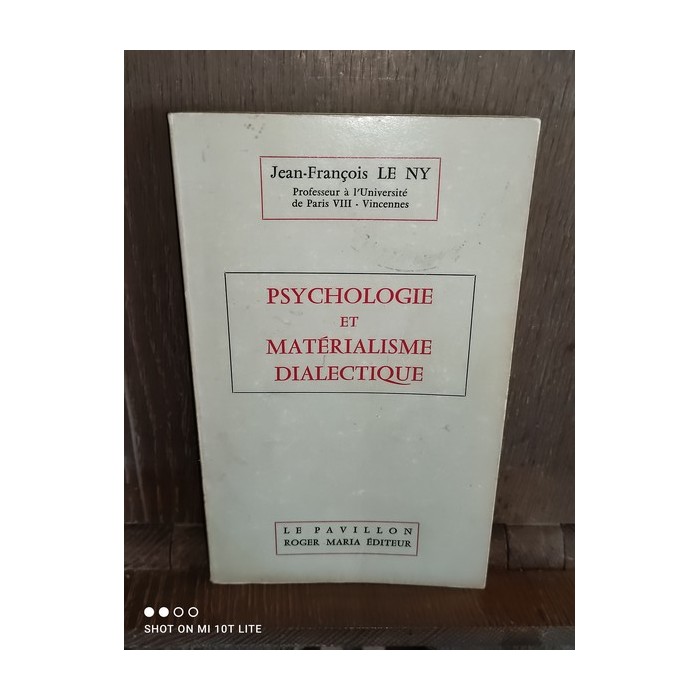 Jean-François LE NY
Professeur à l'Université
de Paris VIII - Vincennes
PSYCHOLOGIE
ET
MATÉRIALISME
DIALECTIQUE
LE PAVILLON
ROGER MARIA ÉDITEUR
SHOT ON MI 10T LITE